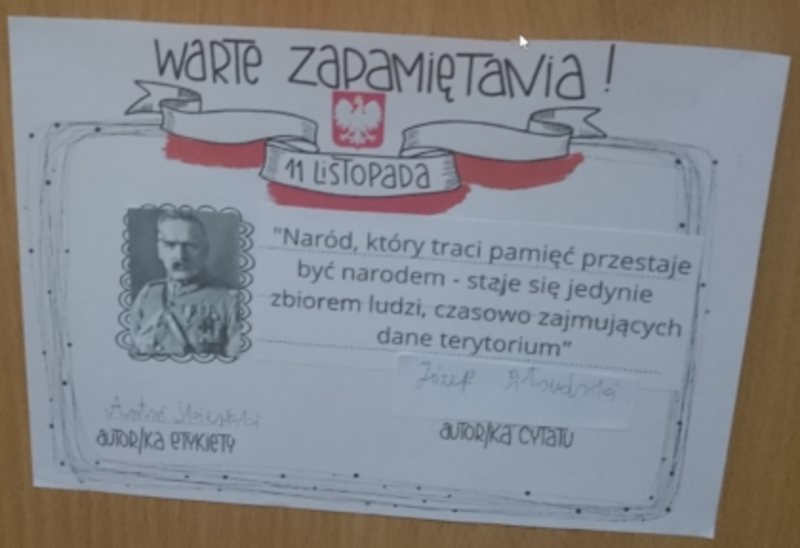 WARTE ZAPAMIĘTANIA!
11 LISTOPADA
"Naród, który traci pamięć przestaje
być narodem - staje się jedynie
zbiorem ludzi, czasowo zajmujących
dane terytorium"
Józef Piłsudski
AUTOR/KA CYTATU
AUTOR/KA ETYKIETY